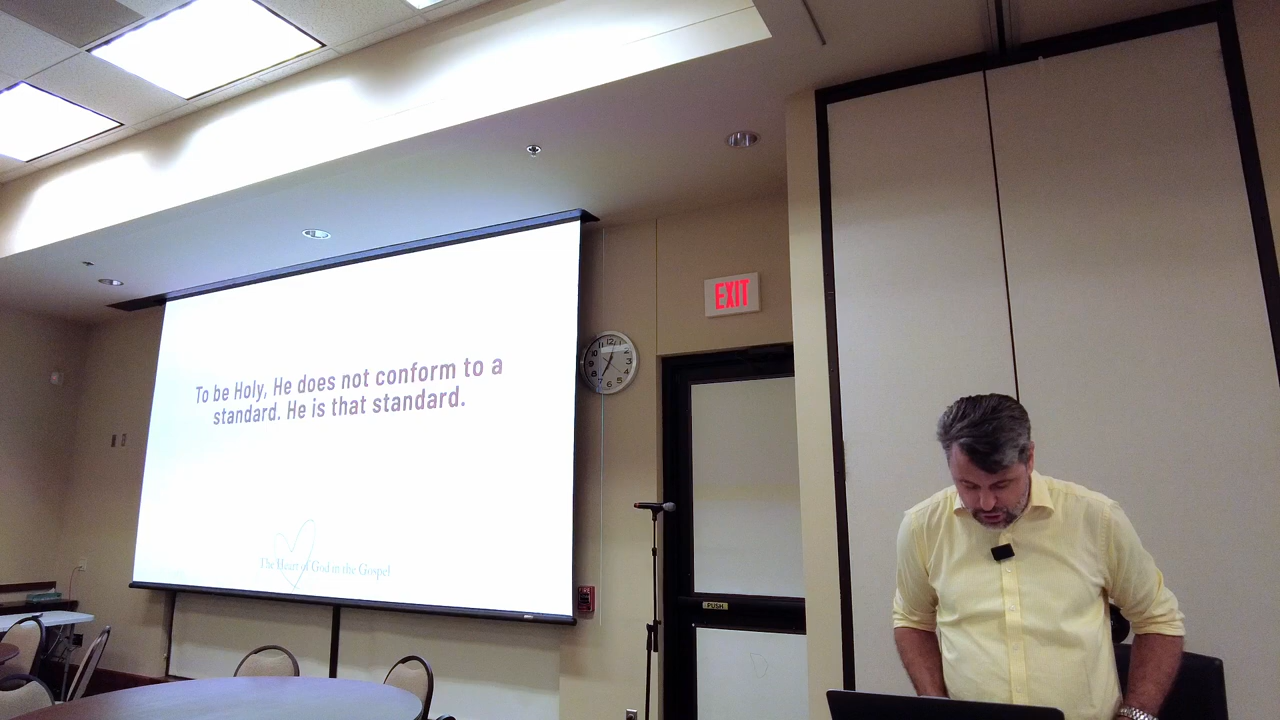 To be Holy, He does not conform to a
standard. He is that standard.
The Heart of God in the Gospel
EXIT
PUSH
FIRE